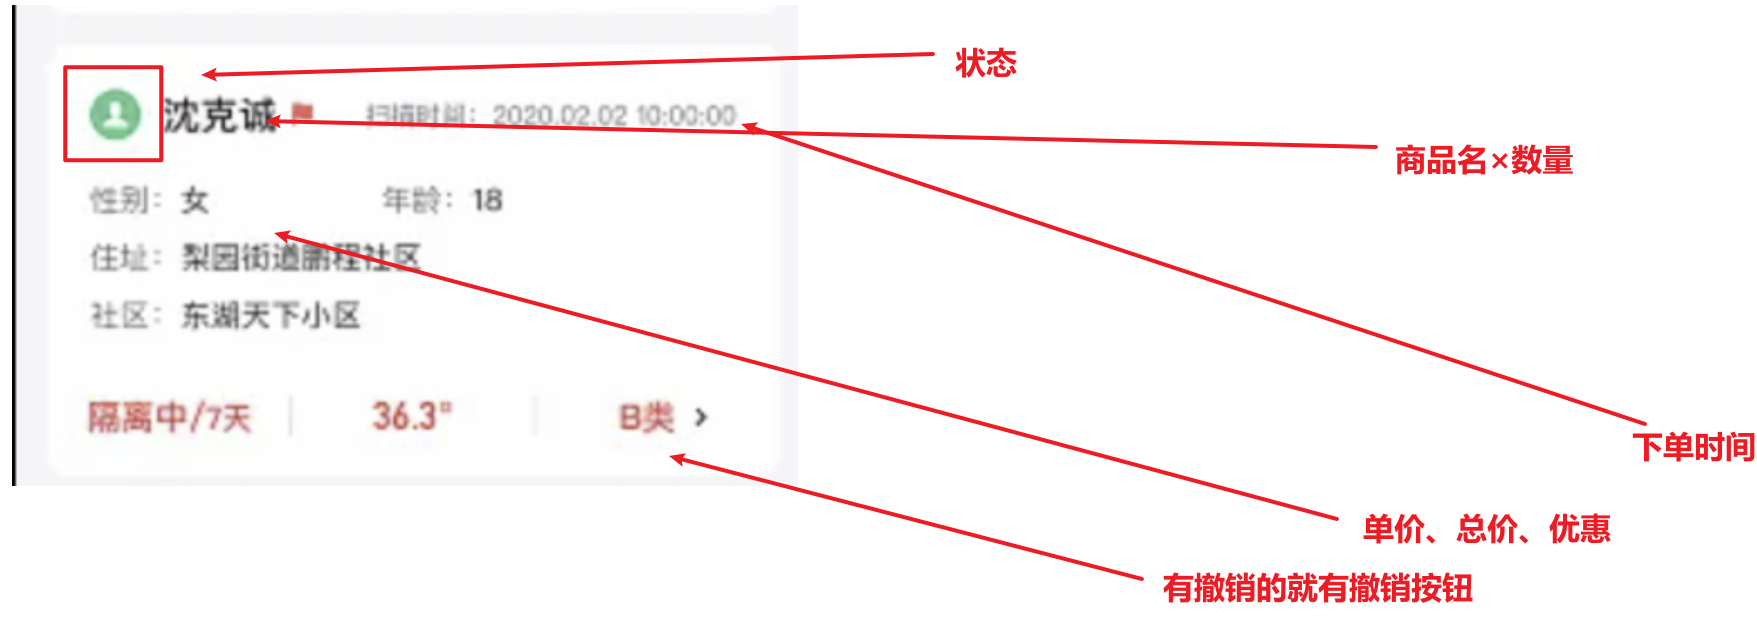 状态
沈克诚 扫描时间：2020.02.02 10:00:00
商品名×数量
性别：女 年龄：18
住址：梨园街道鹏程社区
社区：东湖天下小区
隔离中/7天 36.3° B类 >
下单时间
单价、总价、优惠
有撤销的就有撤销按钮